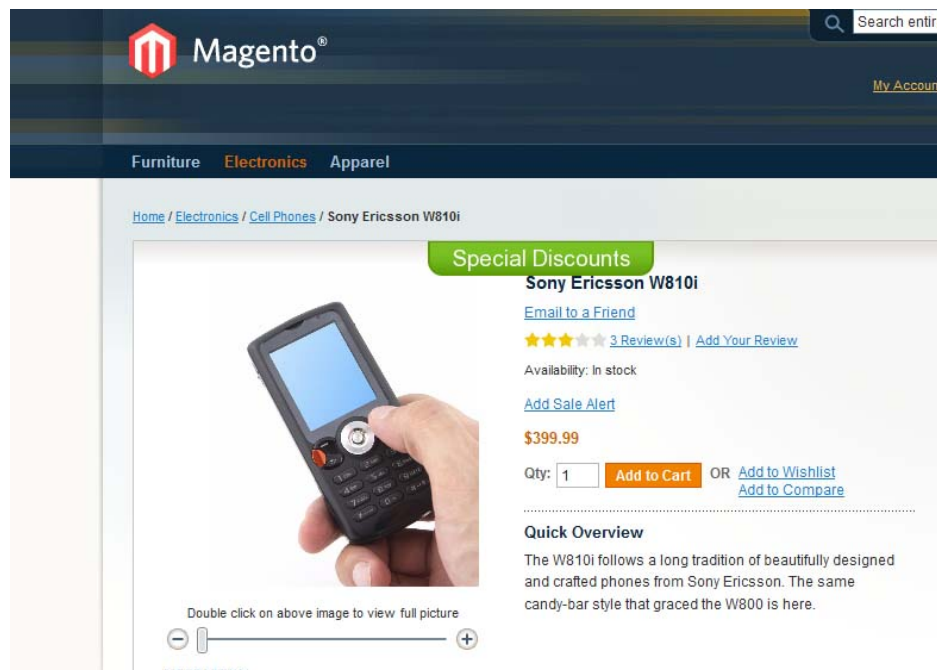 Magento®
Search entir
My Accoun
Furniture Electronics Apparel
Home / Electronics / Cell Phones / Sony Ericsson W810i
Special Discounts
Sony Ericsson W810i
Email to a Friend
3 Review(s) | Add Your Review
Availability: In stock
Add Sale Alert
$399.99
Qty: 1 Add to Cart OR Add to Wishlist
Add to Compare
Quick Overview
The W810i follows a long tradition of beautifully designed
and crafted phones from Sony Ericsson. The same
candy-bar style that graced the W800 is here.
Double click on above image to view full picture